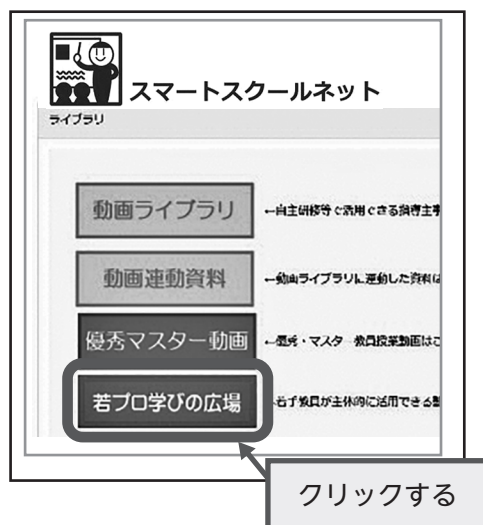 スマートスクールネット
ライブラリ
動画ライブラリ
←自主研修等で活用できる指導主事
動画連動資料
←動画ライブラリに連動した資料は
優秀マスター動画
←優秀・マスター教員授業動画はこ
若プロ学びの広場
若手教員が主体的に活用できる
クリックする